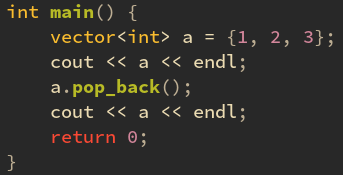 int main() {
    vector<int> a = {1, 2, 3};
    cout << a << endl;
    a.pop_back();
    cout << a << endl;
    return 0;
}